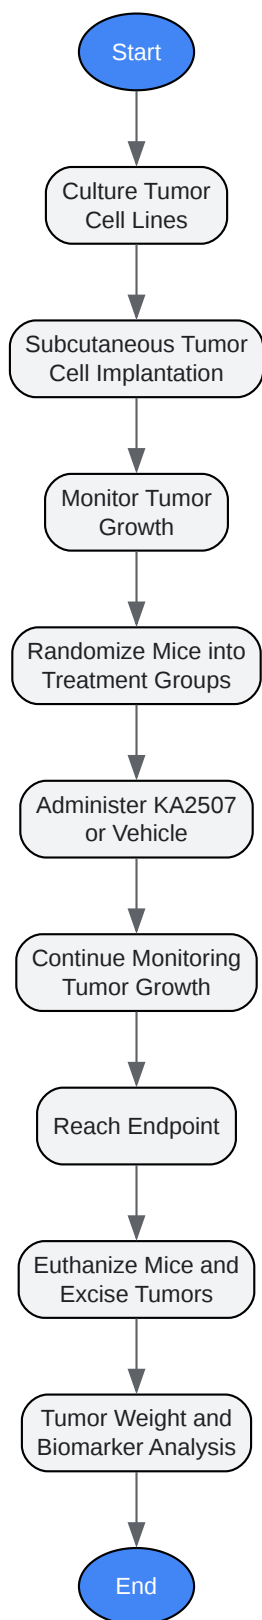 Start
Culture Tumor
Cell Lines
Subcutaneous Tumor
Cell Implantation
Monitor Tumor
Growth
Randomize Mice into
Treatment Groups
Administer KA2507
or Vehicle
Continue Monitoring
Tumor Growth
Reach Endpoint
Euthanize Mice and
Excise Tumors
Tumor Weight and
Biomarker Analysis
End